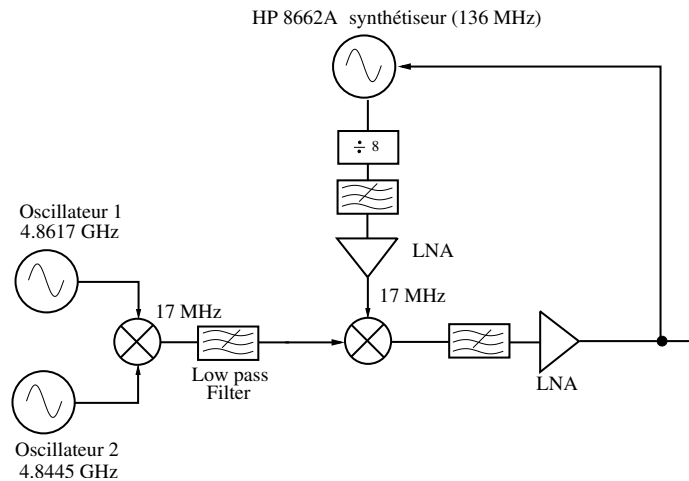 HP 8662A synthétiseur (136 MHz)
÷ 8
LNA
Oscillateur 1
4.8617 GHz
17 MHz
17 MHz
Low pass
Filter
LNA
Oscillateur 2
4.8445 GHz